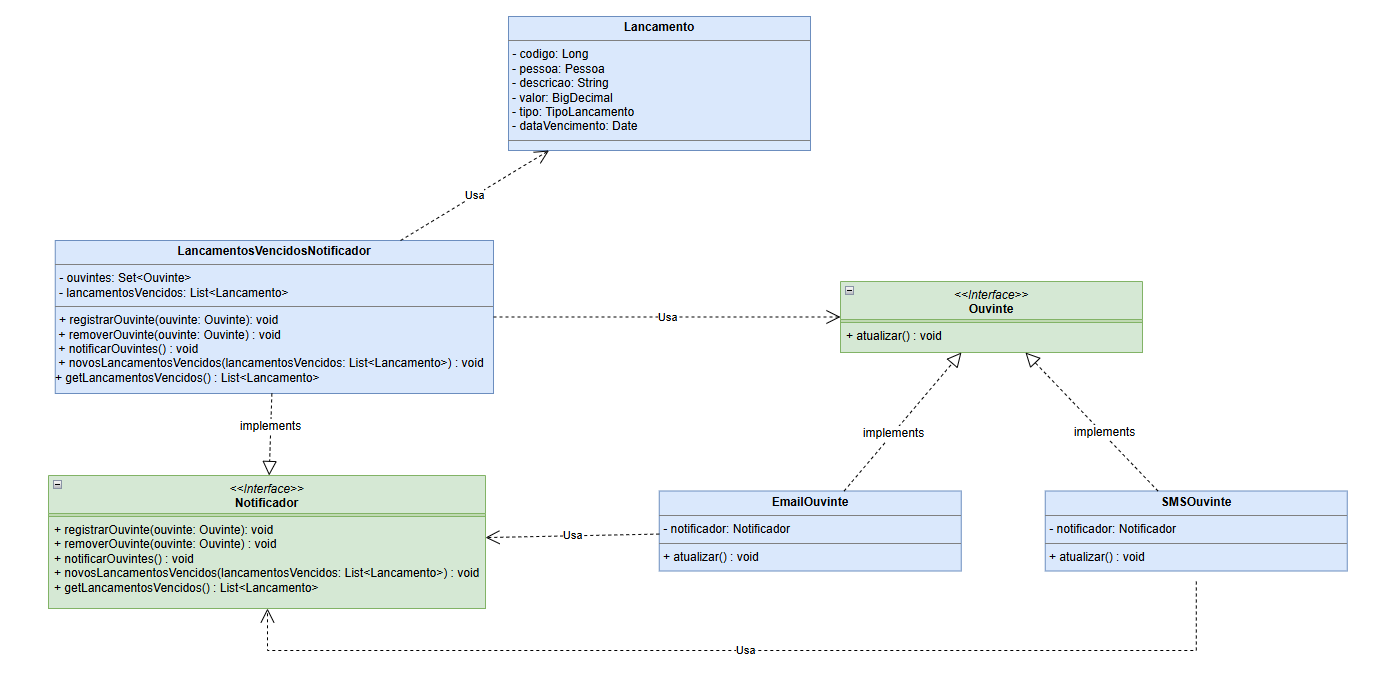 Lancamento
- codigo: Long
- pessoa: Pessoa
- descricao: String
- valor: BigDecimal
- tipo: TipoLancamento
- dataVencimento: Date
Usa
LancamentosVencidosNotificador
- ouvintes: Set<Ouvinte>
- lancamentosVencidos: List<Lancamento>
+ registrarOuvinte(ouvinte: Ouvinte): void
+ removerOuvinte(ouvinte: Ouvinte) : void
+ notificarOuvintes() : void
+ novosLancamentosVencidos(lancamentosVencidos: List<Lancamento>) : void
+ getLancamentosVencidos() : List<Lancamento>
Usa
<<Interface>>
Ouvinte
+ atualizar() : void
implements
implements
implements
<<Interface>>
Notificador
+ registrarOuvinte(ouvinte: Ouvinte): void
+ removerOuvinte(ouvinte: Ouvinte) : void
+ notificarOuvintes() : void
+ novosLancamentosVencidos(lancamentosVencidos: List<Lancamento>) : void
+ getLancamentosVencidos() : List<Lancamento>
Usa
EmailOuvinte
- notificador: Notificador
+ atualizar() : void
SMSOuvinte
- notificador: Notificador
+ atualizar() : void
Usa